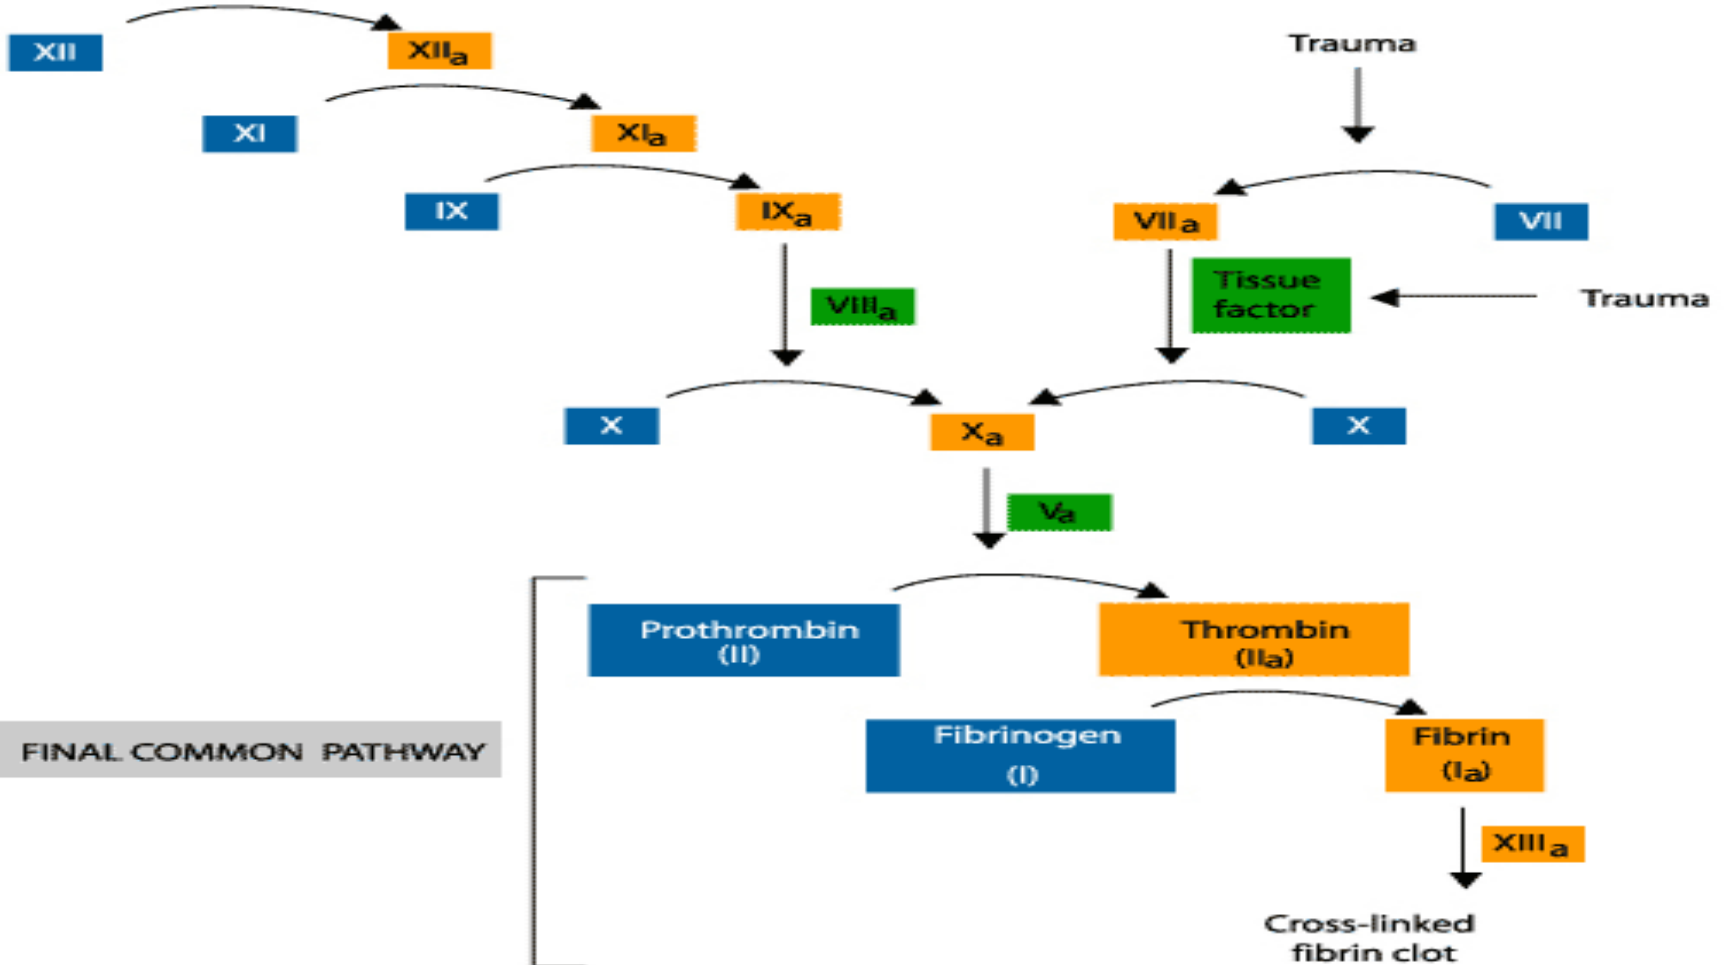 XII
XIIa
Trauma
XI
XIa
IX
IXa
VIIa
VII
Tissue
factor
Trauma
VIIIa
X
Xa
X
Va
Prothrombin
(II)
Thrombin
(IIa)
Fibrinogen
(I)
Fibrin
(Ia)
FINAL COMMON PATHWAY
XIIIa
Cross-linked
fibrin clot